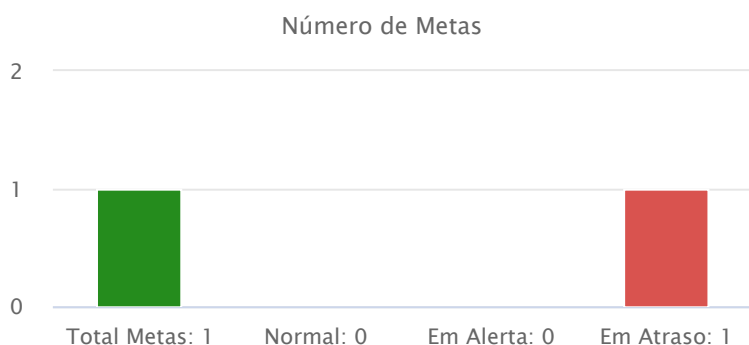 Número de Metas
2
1
0
Total Metas: 1
Normal: 0
Em Alerta: 0
Em Atraso: 1